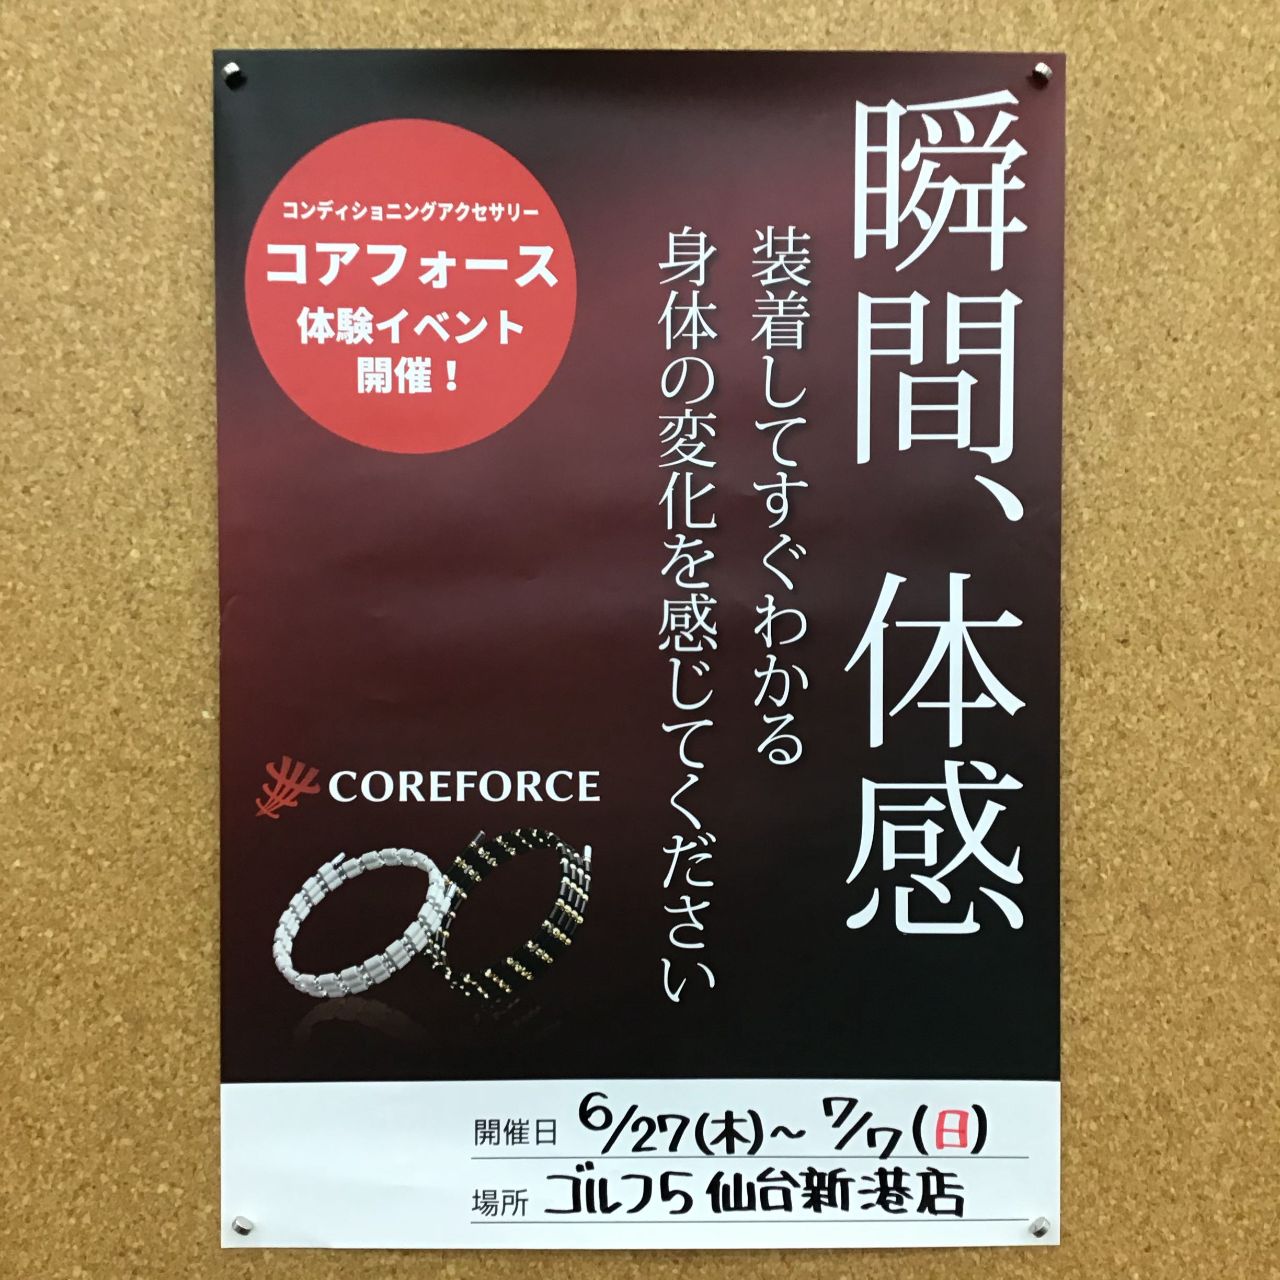 瞬間、体感
装着してすぐわかる
身体の変化を感じてください
コンディショニングアクセサリー
コアフォース
体験イベント
開催！
COREFORCE
開催日 6/27(木)～7/7(日)
場所 ゴルフ5 仙台新港店